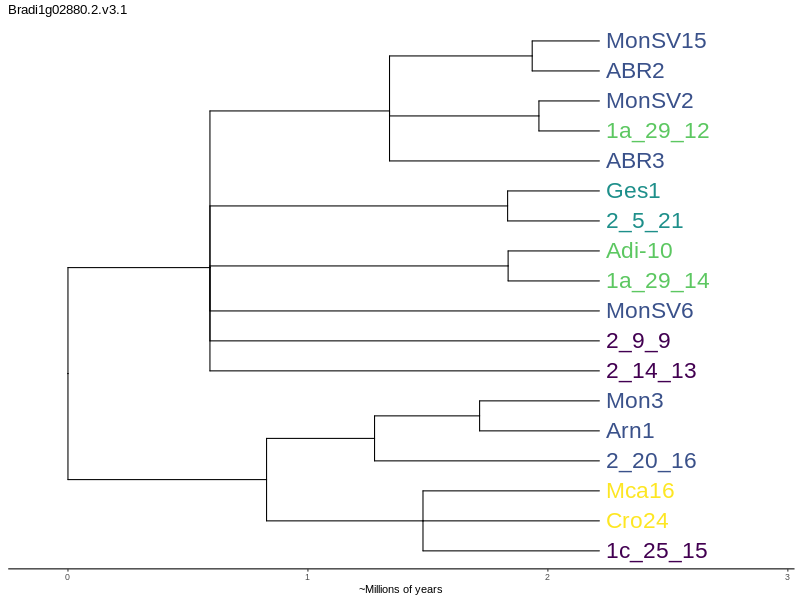 Bradi1g02880.2.v3.1
MonSV15
ABR2
MonSV2
1a_29_12
ABR3
Ges1
2_5_21
Adi-10
1a_29_14
MonSV6
2_9_9
2_14_13
Mon3
Arn1
2_20_16
Mca16
Cro24
1c_25_15
0 1 2 3
~Millions of years